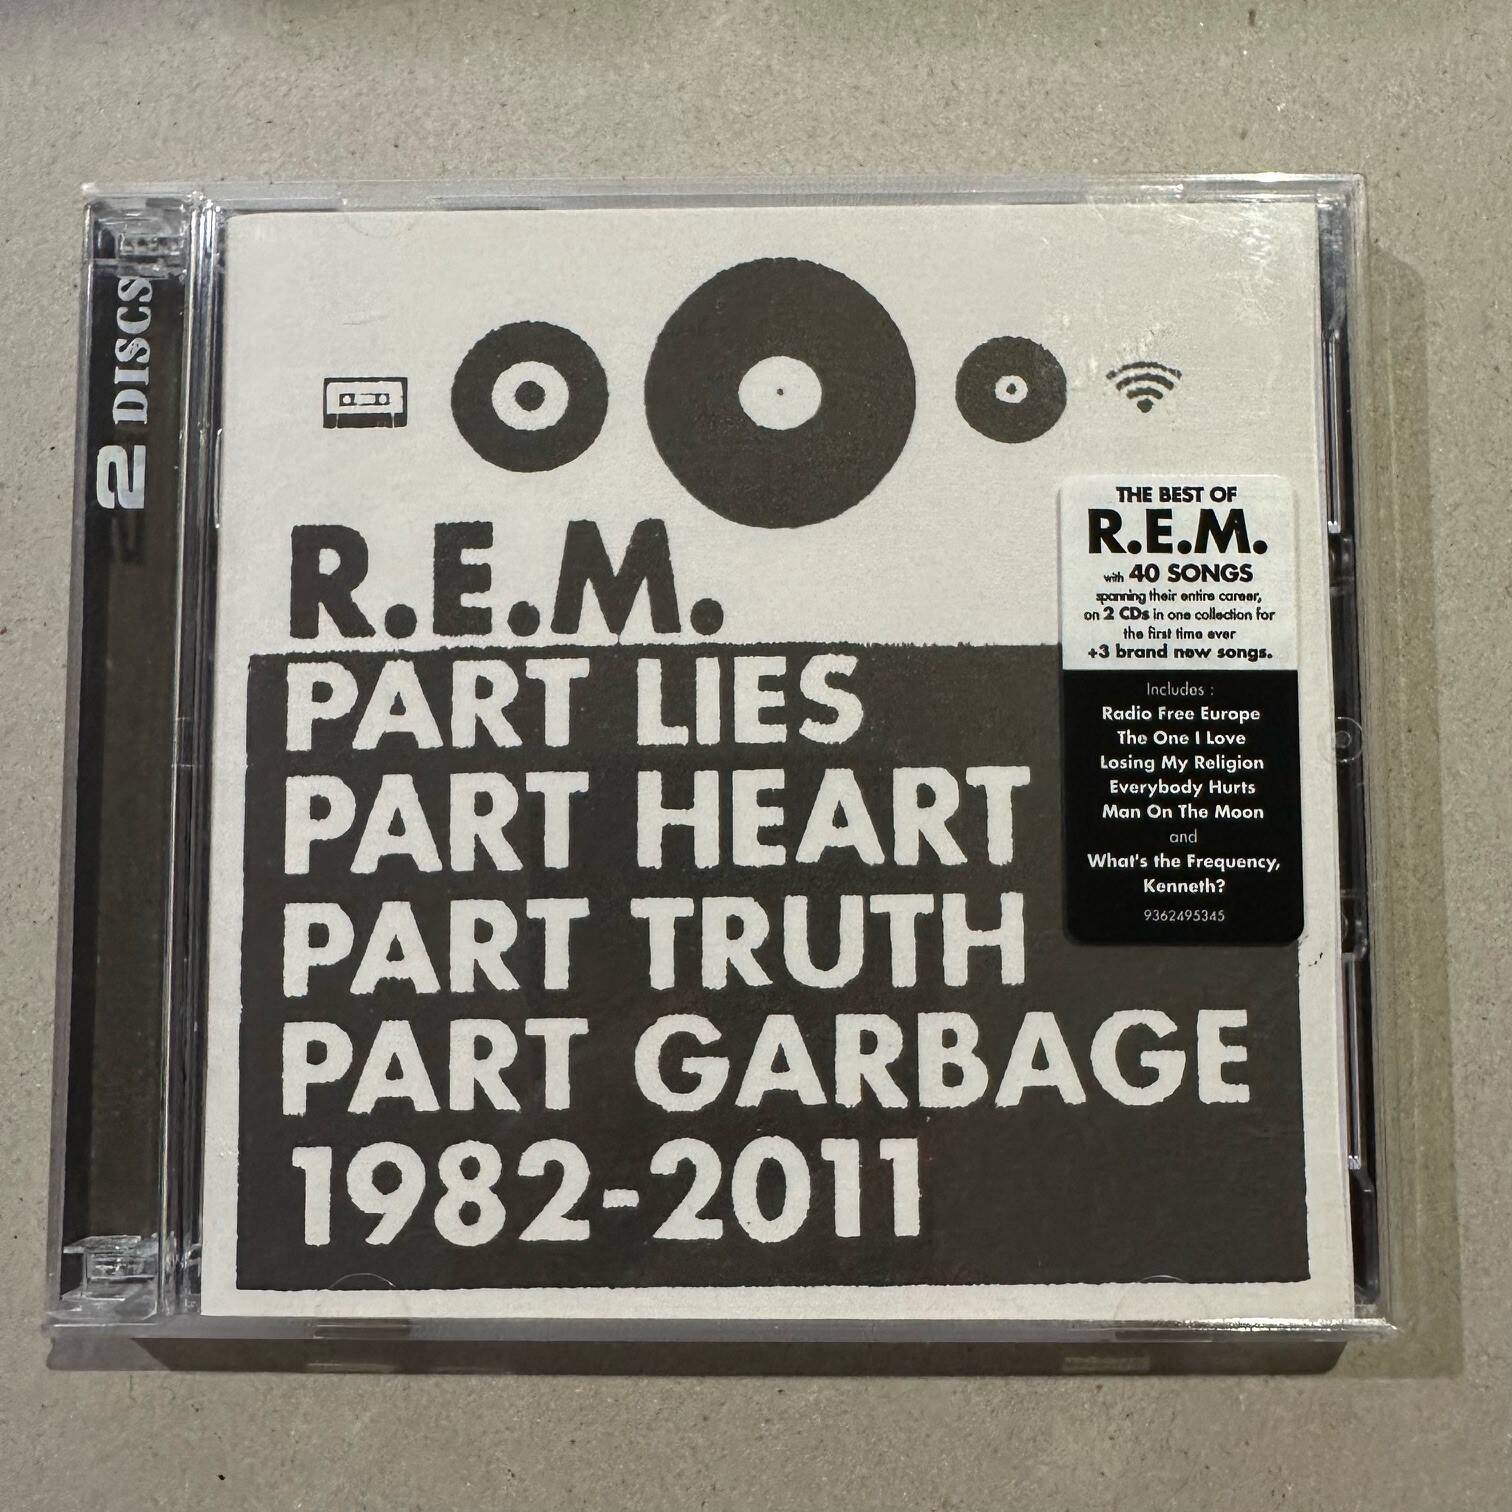 2 DISCS
R.E.M.
PART LIES
PART HEART
PART TRUTH
PART GARBAGE
1982-2011
THE BEST OF
R.E.M.
with 40 SONGS
spanning their entire career,
on 2 CDs in one collection for
the first time ever
+3 brand new songs.
Includes :
Radio Free Europe
The One I Love
Losing My Religion
Everybody Hurts
Man On The Moon
and
What's the Frequency,
Kenneth?
9362495345